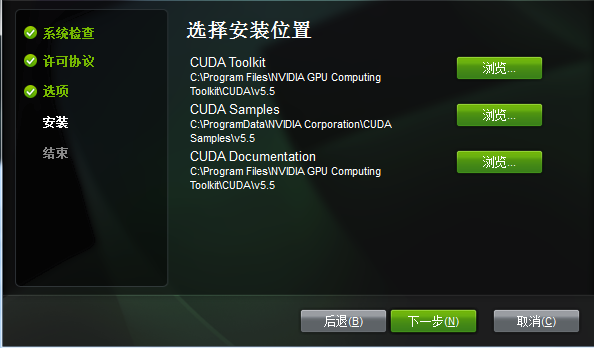 系统检查
许可协议
选项
安装
结束
选择安装位置
CUDA Toolkit
C:\Program Files\NVIDIA GPU Computing
Toolkit\CUDA\v5.5
浏览...
CUDA Samples
C:\ProgramData\NVIDIA Corporation\CUDA
Samples\v5.5
浏览...
CUDA Documentation
C:\Program Files\NVIDIA GPU Computing
Toolkit\CUDA\v5.5
浏览...
后退(B) 下一步(N) 取消(C)